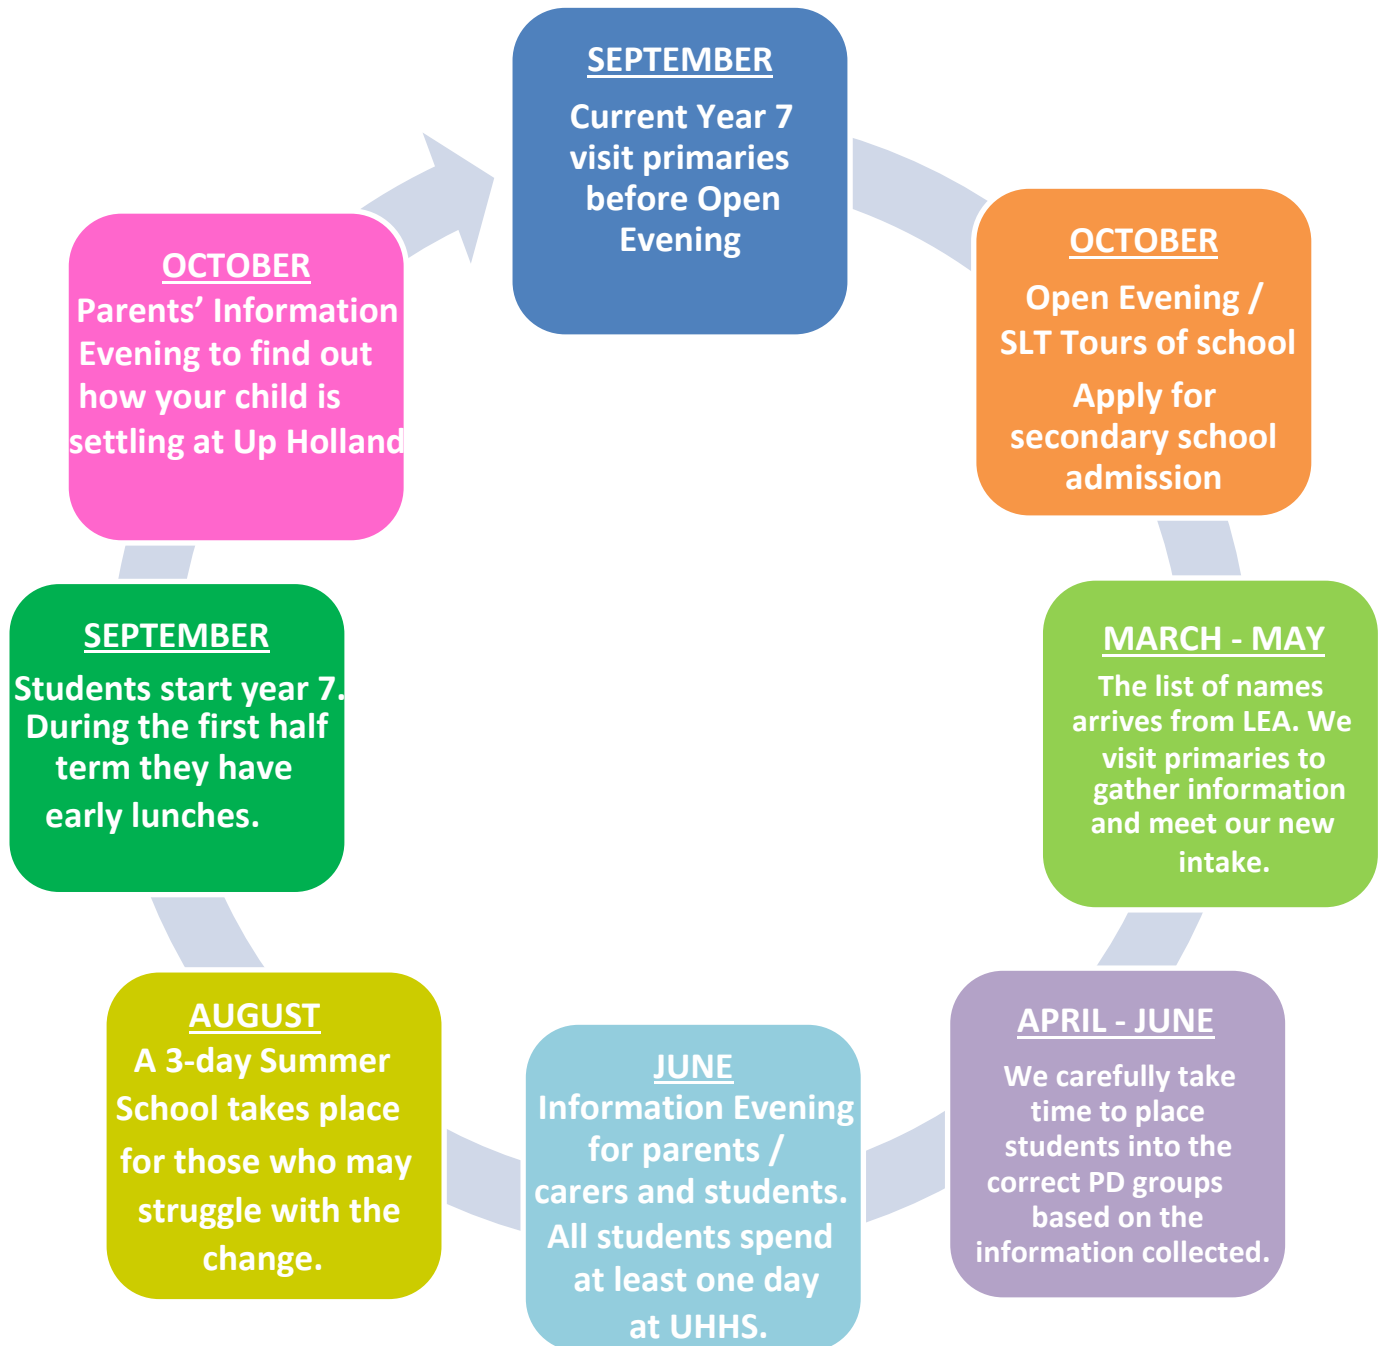 SEPTEMBER
Current Year 7
visit primaries
before Open
Evening
OCTOBER
Open Evening /
SLT Tours of school
Apply for
secondary school
admission
MARCH - MAY
The list of names
arrives from LEA. We
visit primaries to
gather information
and meet our new
intake.
APRIL - JUNE
We carefully take
time to place
students into the
correct PD groups
based on the
information collected.
JUNE
Information Evening
for parents /
carers and students.
All students spend
at least one day
at UHHS.
AUGUST
A 3-day Summer
School takes place
for those who may
struggle with the
change.
SEPTEMBER
Students start year 7.
During the first half
term they have
early lunches.
OCTOBER
Parents’ Information
Evening to find out
how your child is
settling at Up Holland